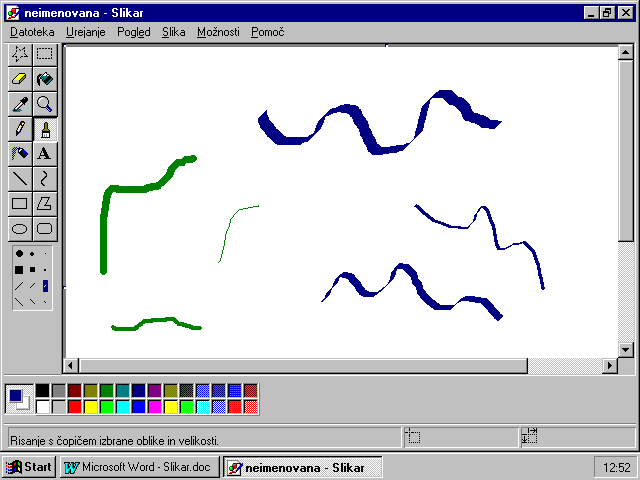 neimenovana - Slikar
Datoteka Urejanje Pogled Slika Možnosti Pomoč
A
Risanje s čopičem izbrane oblike in velikosti.
Start Microsoft Word - Slikar.doc neimenovana - Slikar 12:52